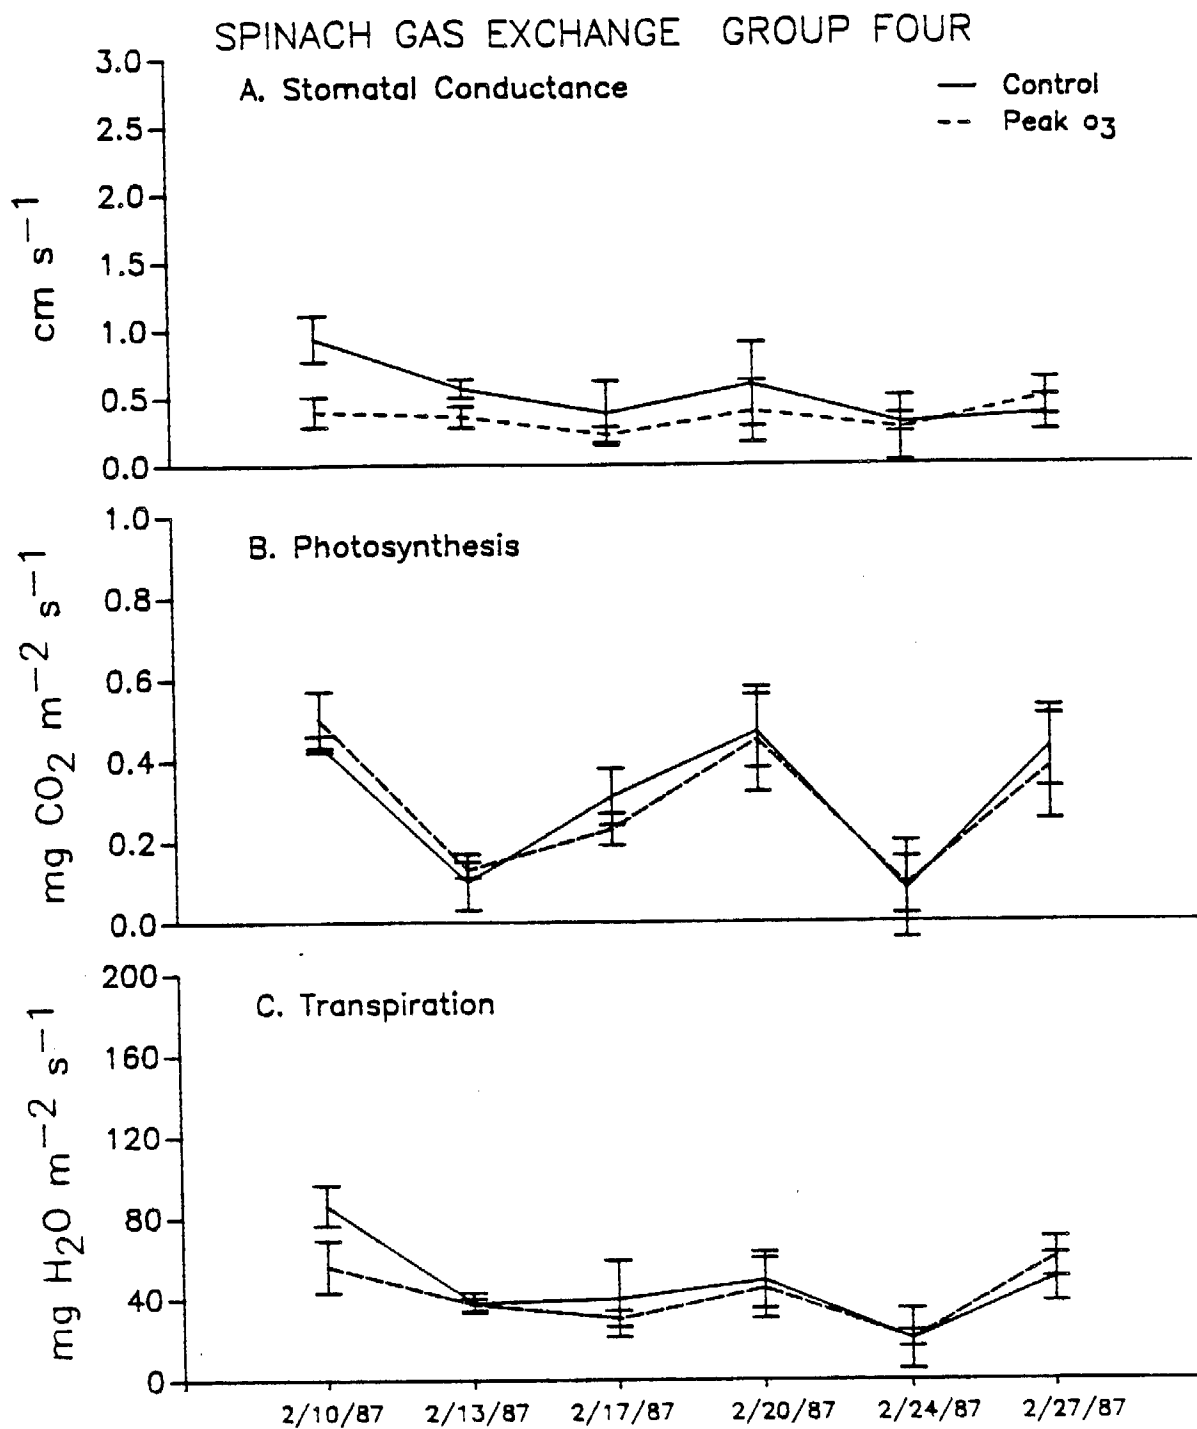 SPINACH GAS EXCHANGE GROUP FOUR
A. Stomatal Conductance
Control
Peak o3
cm s−1
3.0
2.5
2.0
1.5
1.0
0.5
0.0
B. Photosynthesis
mg CO2 m−2 s−1
1.0
0.8
0.6
0.4
0.2
0.0
C. Transpiration
mg H2O m−2 s−1
200
160
120
80
40
0
2/10/87 2/13/87 2/17/87 2/20/87 2/24/87 2/27/87